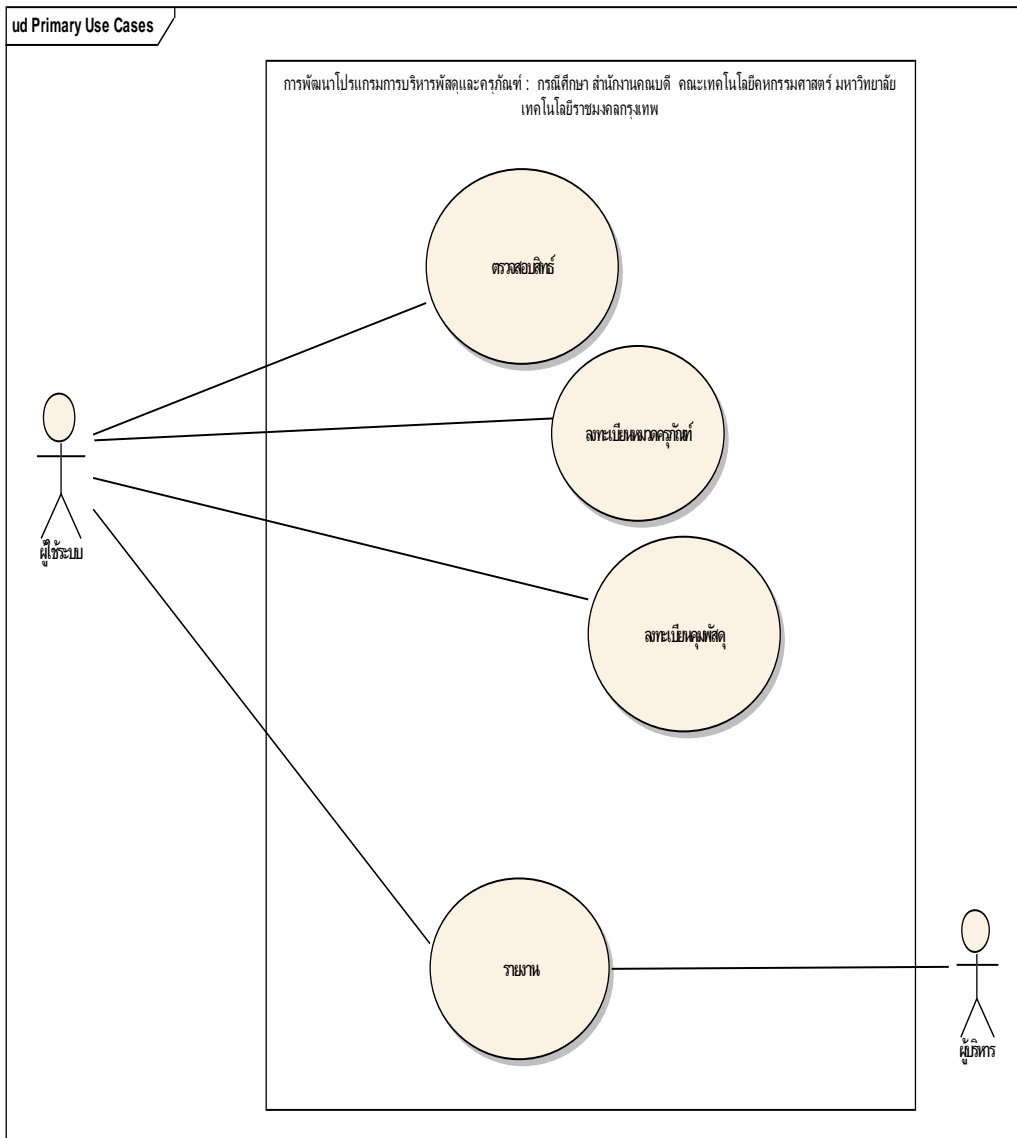 ud Primary Use Cases
การพัฒนาโปรแกรมการบริหารพัสดุและครุภัณฑ์ : กรณีศึกษา สำนักงานคณบดี คณะเทคโนโลยีคหกรรมศาสตร์ มหาวิทยาลัย
เทคโนโลยีราชมงคลกรุงเทพ
ตรวจสอบสิทธ์
ลงทะเบียนหมวดครุภัณฑ์
ผู้ใช้ระบบ
ลงทะเบียนคุมพัสดุ
รายงาน
ผู้บริหาร